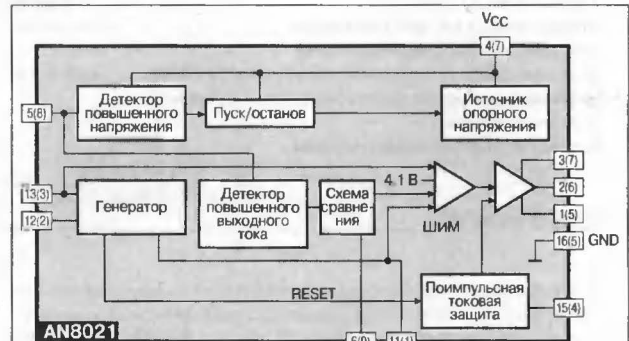 VCC
4(7)
5(8)
Детектор
повышенного
напряжения
Пуск/останов
Источник
опорного
напряжения
3(7)
13(3)
4,1 В
2(6)
12(2)
Генератор
Детектор
повышенного
выходного
тока
Схема
сравне-
ния
ШИМ
1(5)
16(5) GND
RESET
Поимпульсная
токовая
защита
15(4)
AN8021
6(9)
11(1)